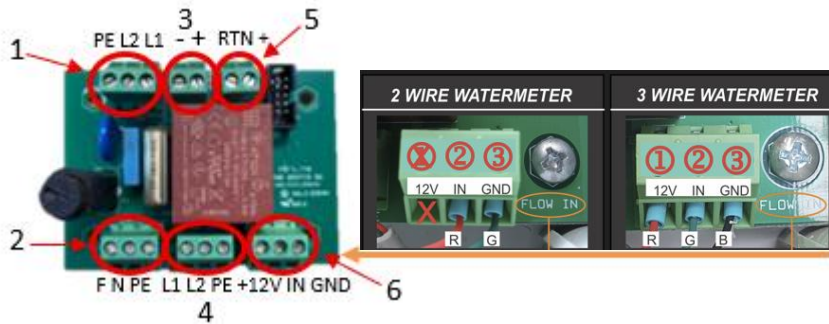 3
PE L2 L1 - + RTN + 5
1
2 WIRE WATERMETER
3 WIRE WATERMETER
X 2 3
1 2 3
12V IN GND
12V IN GND
X
FLOW IN
FLOW IN
R G
R G B
2
F N PE L1 L2 PE +12V IN GND
6
4